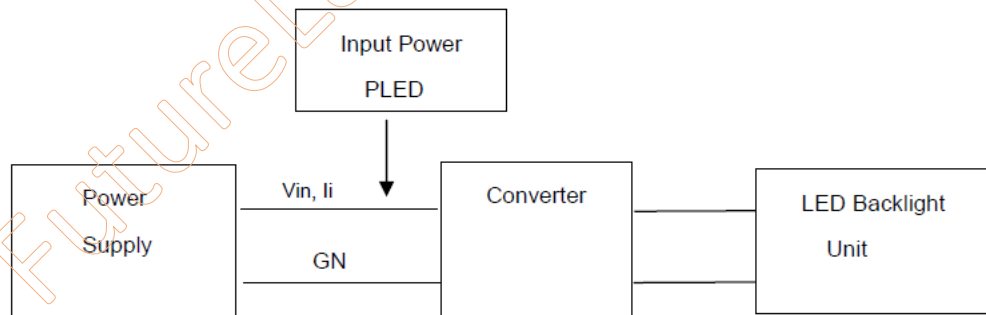 Input Power
PLED
Power
Supply
Vin, Ii
GN
Converter
LED Backlight
Unit